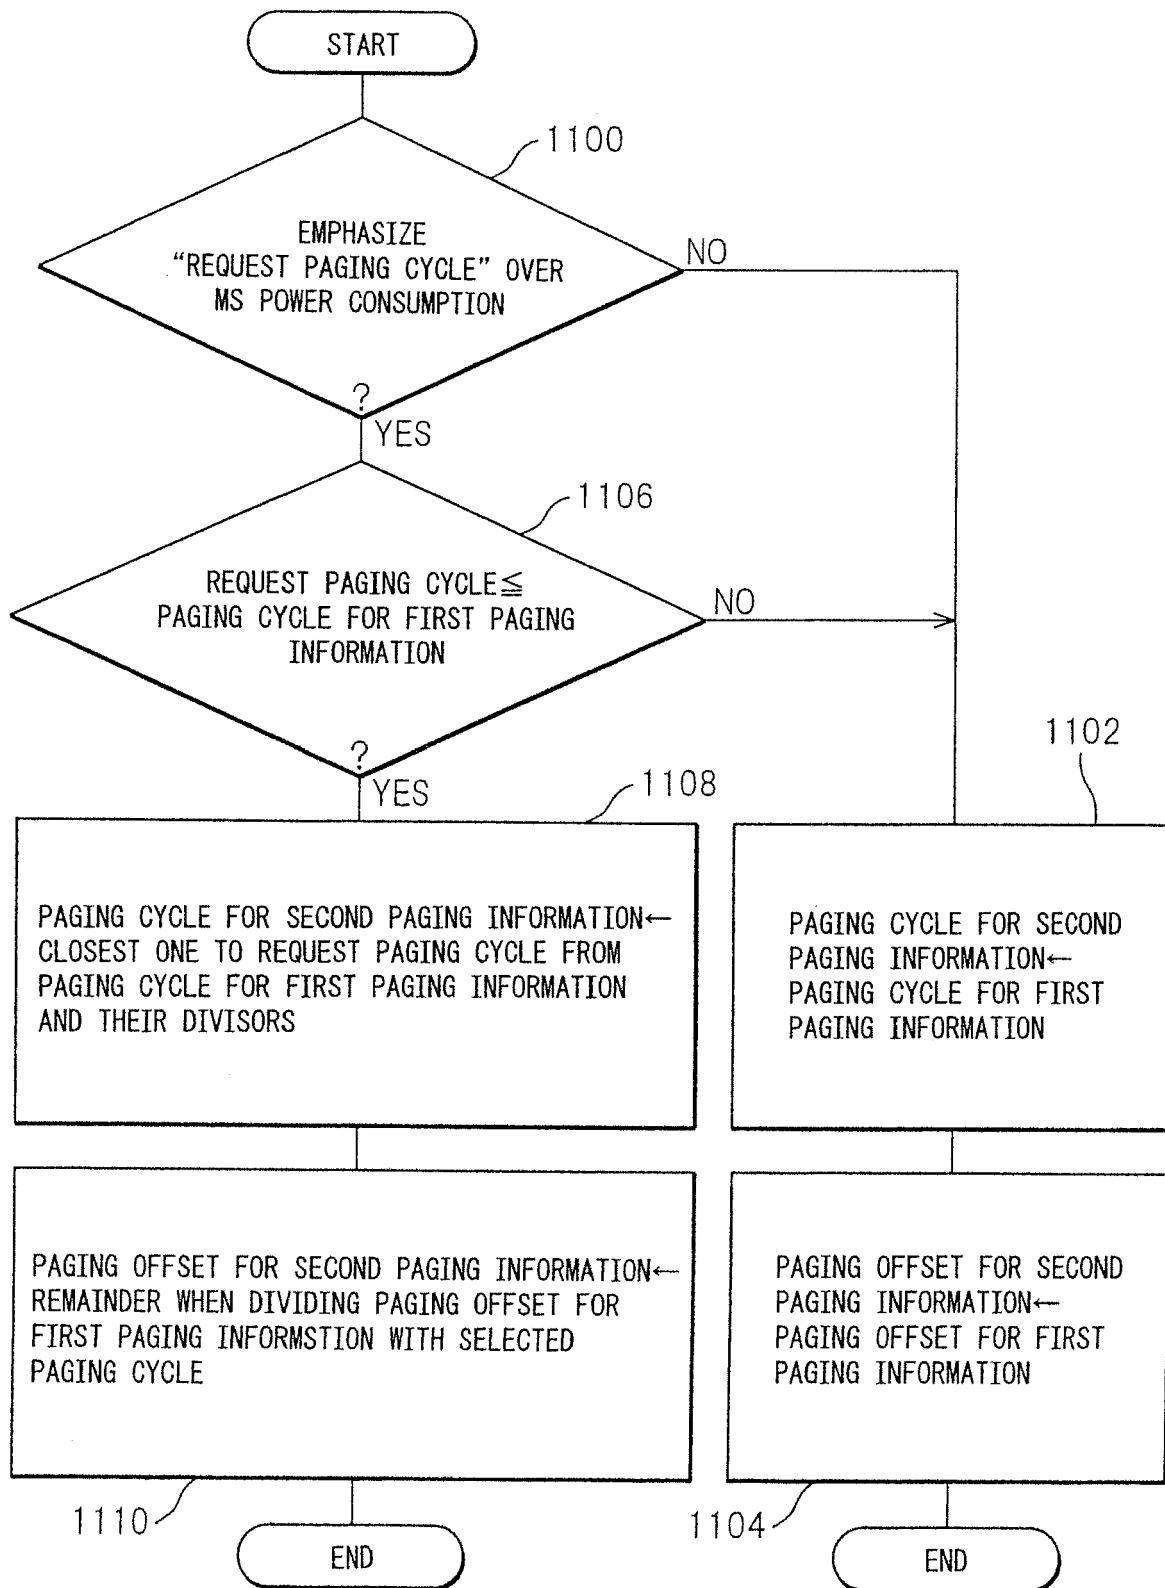 START
1100
EMPHASIZE
“REQUEST PAGING CYCLE” OVER
MS POWER CONSUMPTION
?
NO
YES
1106
REQUEST PAGING CYCLE≦
PAGING CYCLE FOR FIRST PAGING
INFORMATION
?
NO
YES
1108
PAGING CYCLE FOR SECOND PAGING INFORMATION←
CLOSEST ONE TO REQUEST PAGING CYCLE FROM
PAGING CYCLE FOR FIRST PAGING INFORMATION
AND THEIR DIVISORS
1102
PAGING CYCLE FOR SECOND
PAGING INFORMATION←
PAGING CYCLE FOR FIRST
PAGING INFORMATION
PAGING OFFSET FOR SECOND PAGING INFORMATION←
REMAINDER WHEN DIVIDING PAGING OFFSET FOR
FIRST PAGING INFORMSTION WITH SELECTED
PAGING CYCLE
1110
END
PAGING OFFSET FOR SECOND
PAGING INFORMATION←
PAGING OFFSET FOR FIRST
PAGING INFORMATION
1104
END